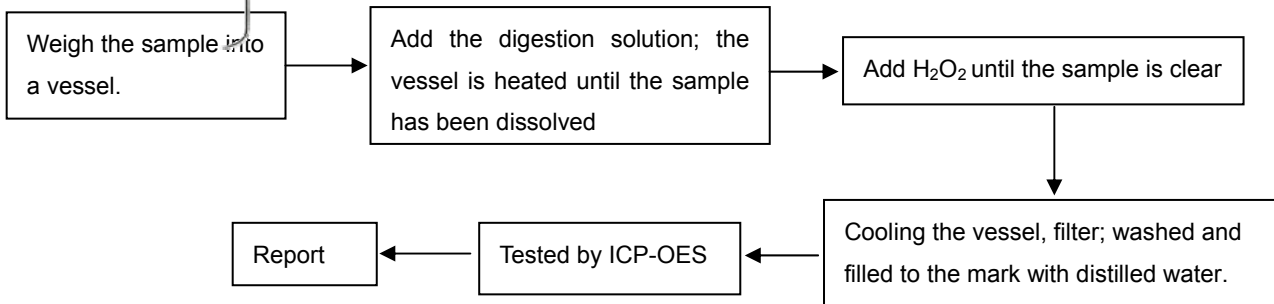 Weigh the sample into
a vessel.
Add the digestion solution; the
vessel is heated until the sample
has been dissolved
Add H₂O₂ until the sample is clear
Cooling the vessel, filter; washed and
filled to the mark with distilled water.
Tested by ICP-OES
Report